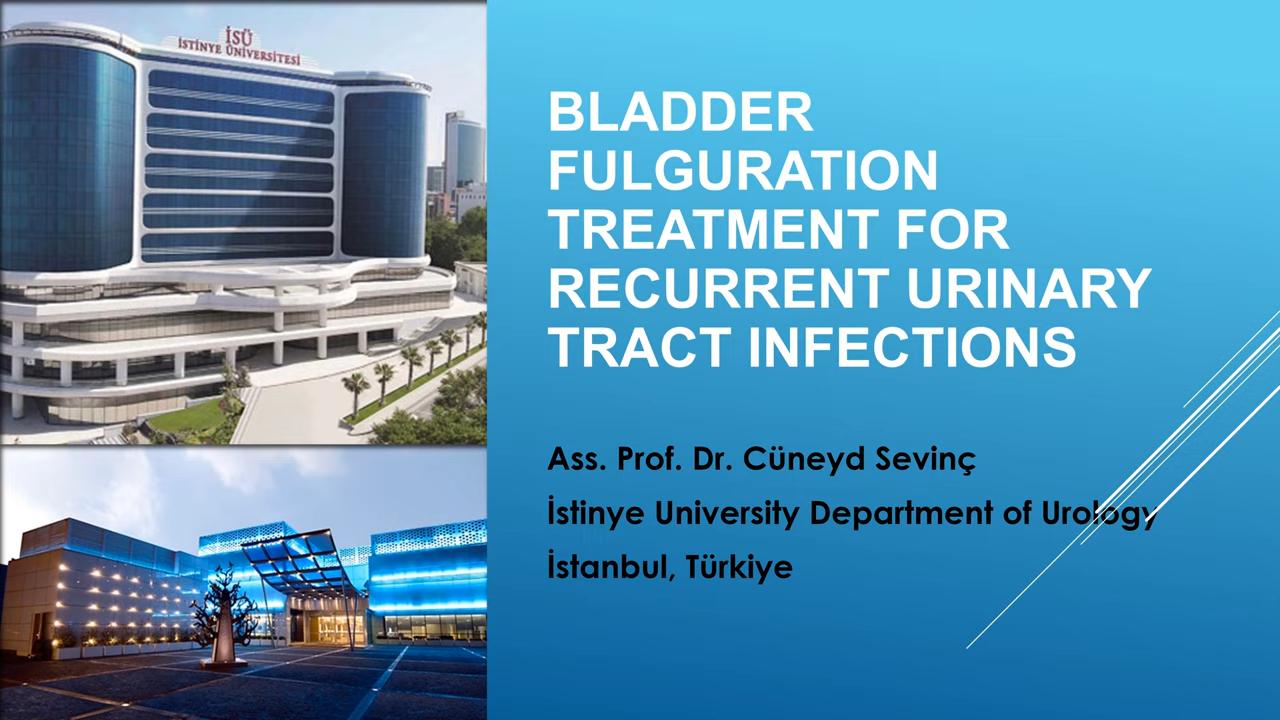 İSÜ
İSTİNYE ÜNİVERSİTESİ
BLADDER
FULGURATION
TREATMENT FOR
RECURRENT URINARY
TRACT INFECTIONS
Ass. Prof. Dr. Cüneyd Sevinç
İstinye University Department of Urology
İstanbul, Türkiye